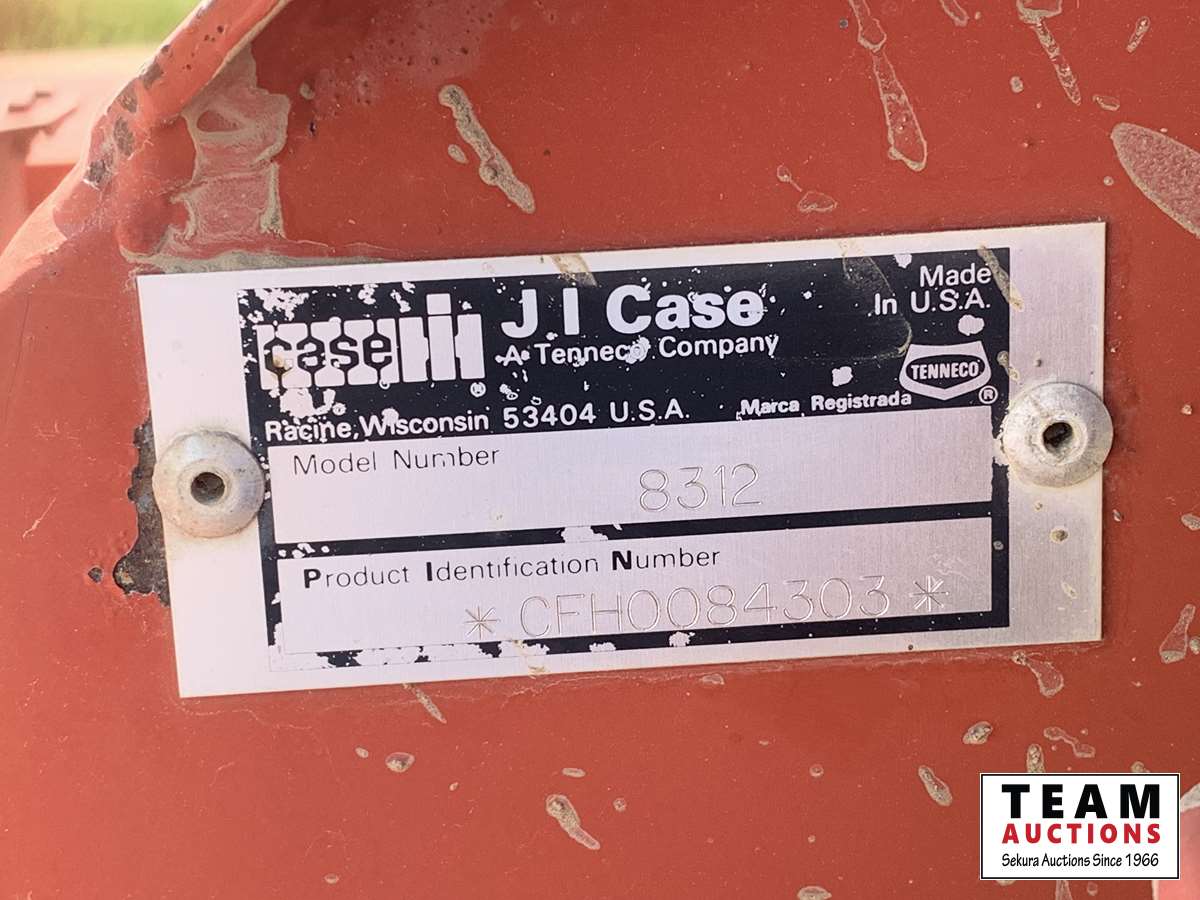 case IH ®
J I Case
A Tenneco Company
Made
In U.S.A.
TENNECO ®
Racine, Wisconsin 53404 U.S.A.
Marca Registrada
Model Number
8312
Product Identification Number
* CFH0084303 *
TEAM
AUCTIONS
Sekura Auctions Since 1966